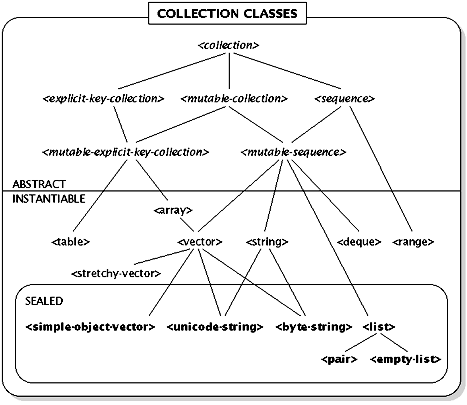 COLLECTION CLASSES
<collection>
<explicit-key-collection> <mutable-collection> <sequence>
<mutable-explicit-key-collection> <mutable-sequence>
ABSTRACT
INSTANTIABLE
<array>
<table> <vector> <string> <deque> <range>
<stretchy-vector>
SEALED
<simple-object-vector> <unicode-string> <byte-string> <list>
<pair> <empty-list>